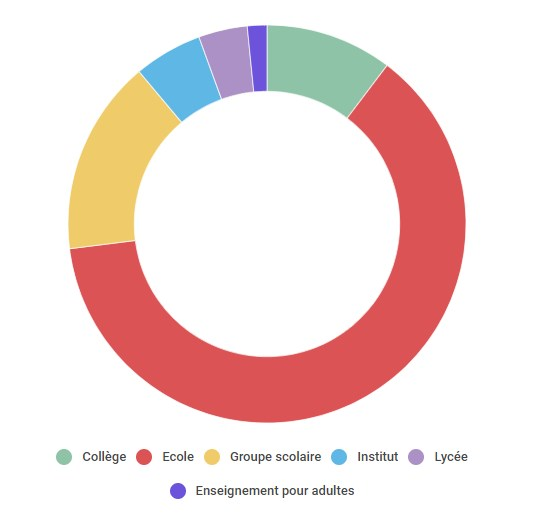 Collège Ecole Groupe scolaire Institut Lycée
Enseignement pour adultes